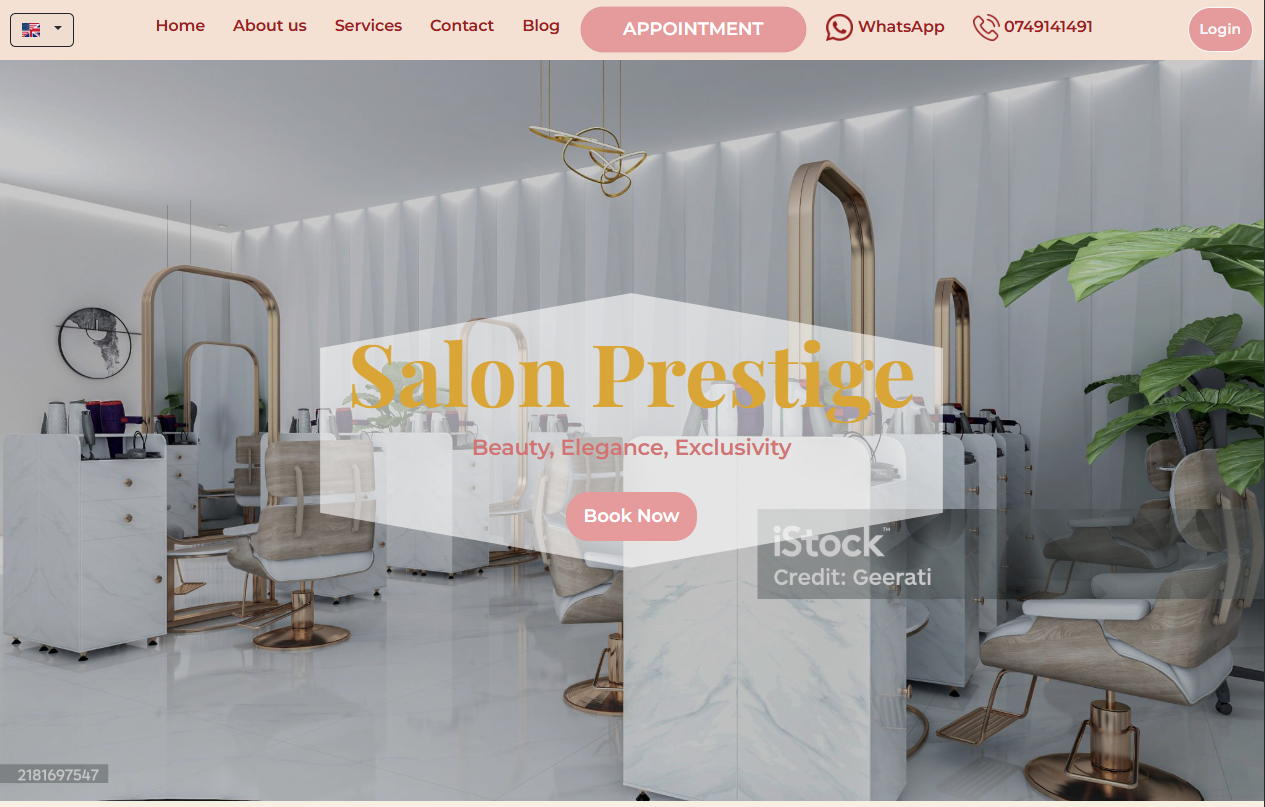 Home About us Services Contact Blog APPOINTMENT WhatsApp 0749141491 Login
Salon Prestige
Beauty, Elegance, Exclusivity
Book Now
iStock™
Credit: Geerati
2181697547